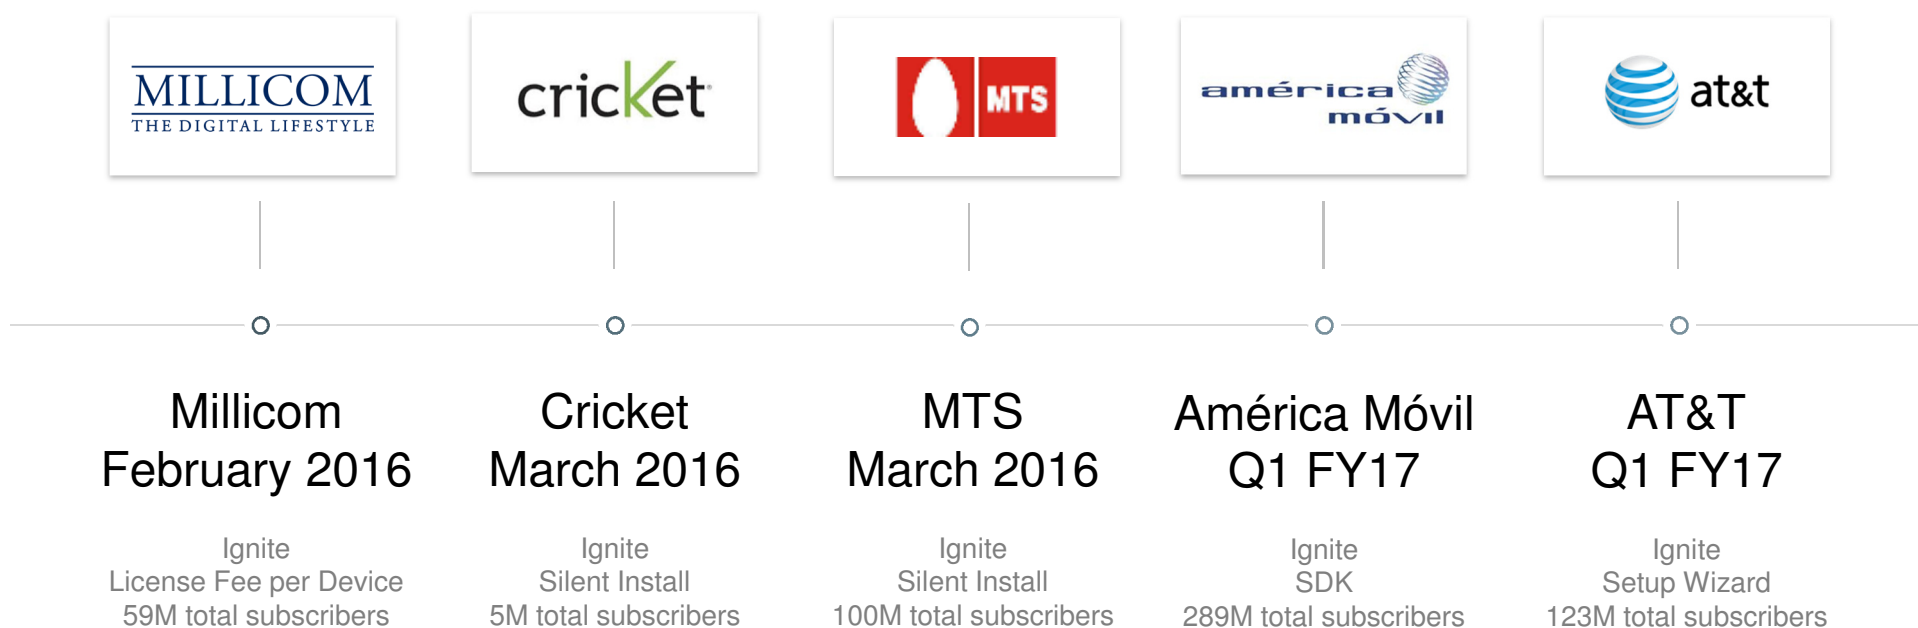 MILLICOM
THE DIGITAL LIFESTYLE
cricket
MTS
américa
móvil
at&t
Millicom
February 2016
Ignite
License Fee per Device
59M total subscribers
Cricket
March 2016
Ignite
Silent Install
5M total subscribers
MTS
March 2016
Ignite
Silent Install
100M total subscribers
América Móvil
Q1 FY17
Ignite
SDK
289M total subscribers
AT&T
Q1 FY17
Ignite
Setup Wizard
123M total subscribers